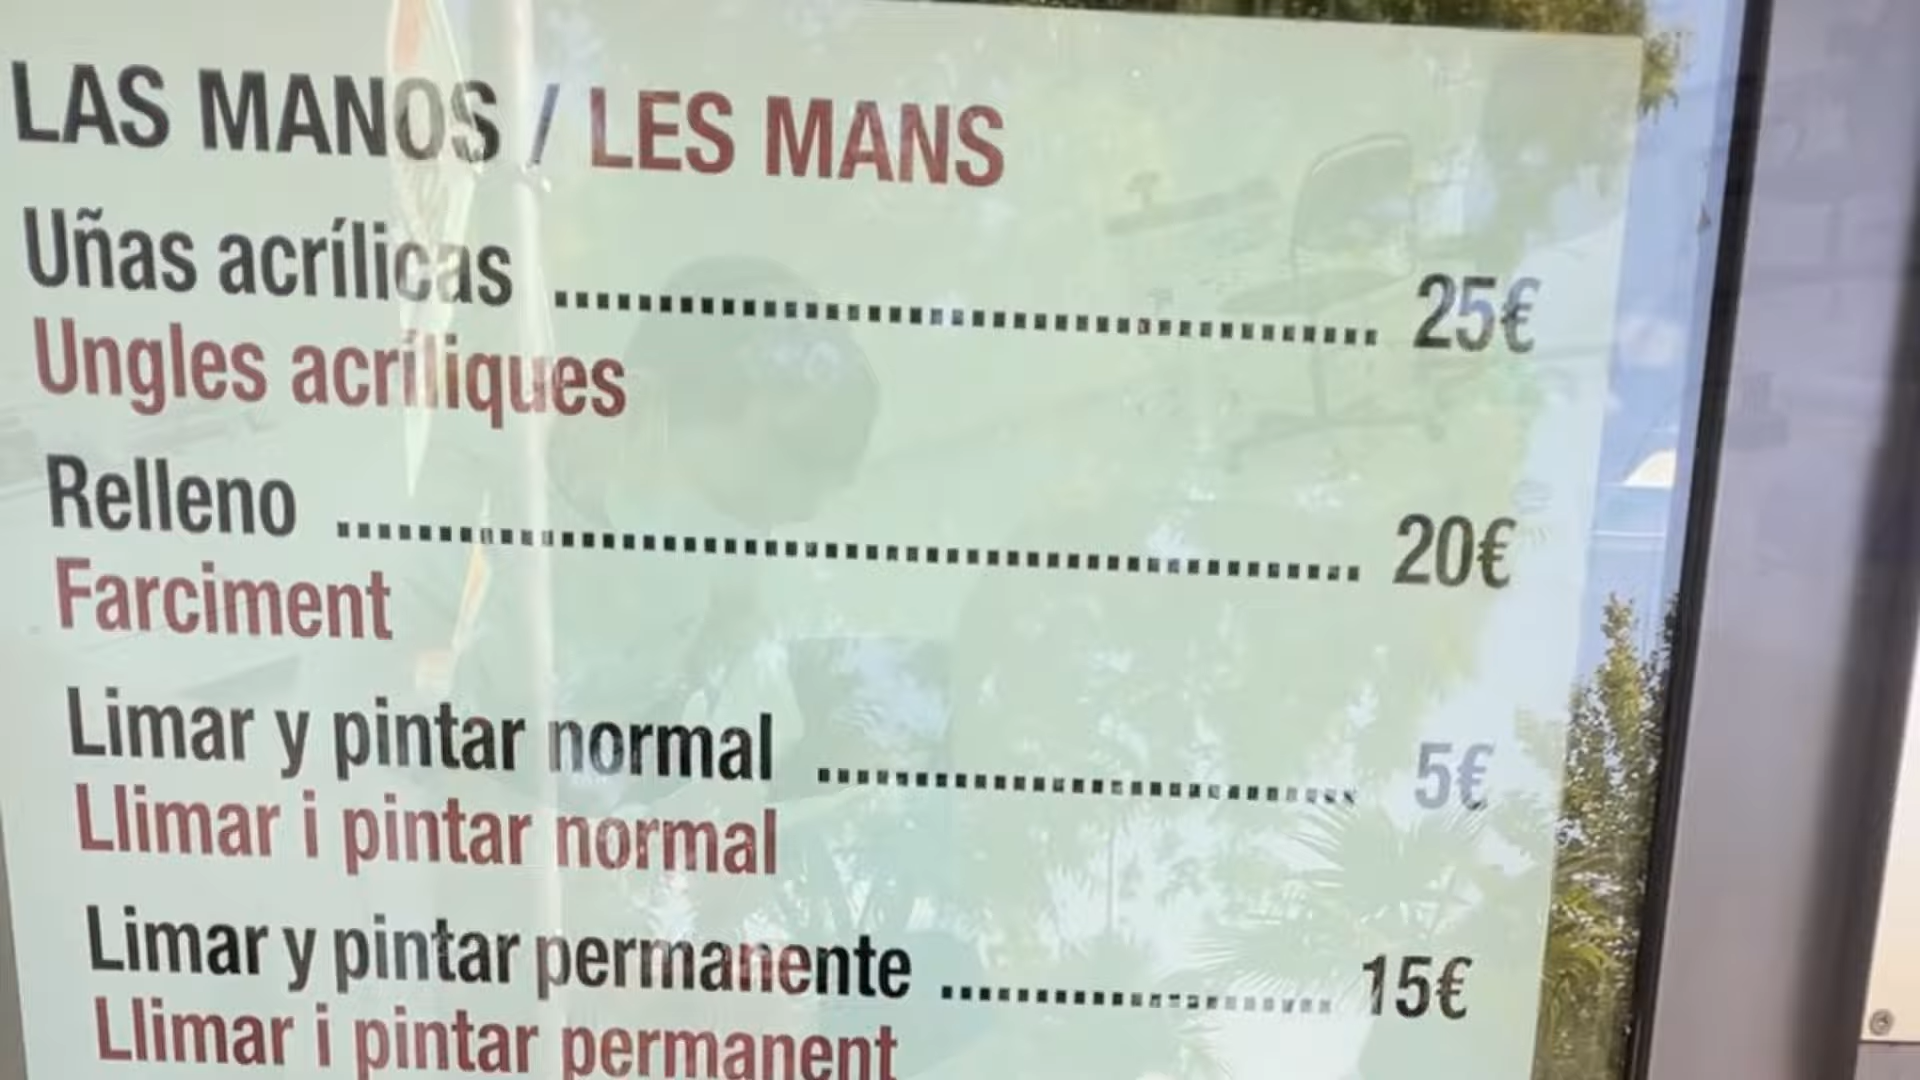 LAS MANOS / LES MANS
Uñas acrílicas ........................................ 25€
Ungles acríliques
Relleno .................................................. 20€
Farciment
Limar y pintar normal ............................ 5€
Llimar i pintar normal
Limar y pintar permanente ..................... 15€
Llimar i pintar permanent